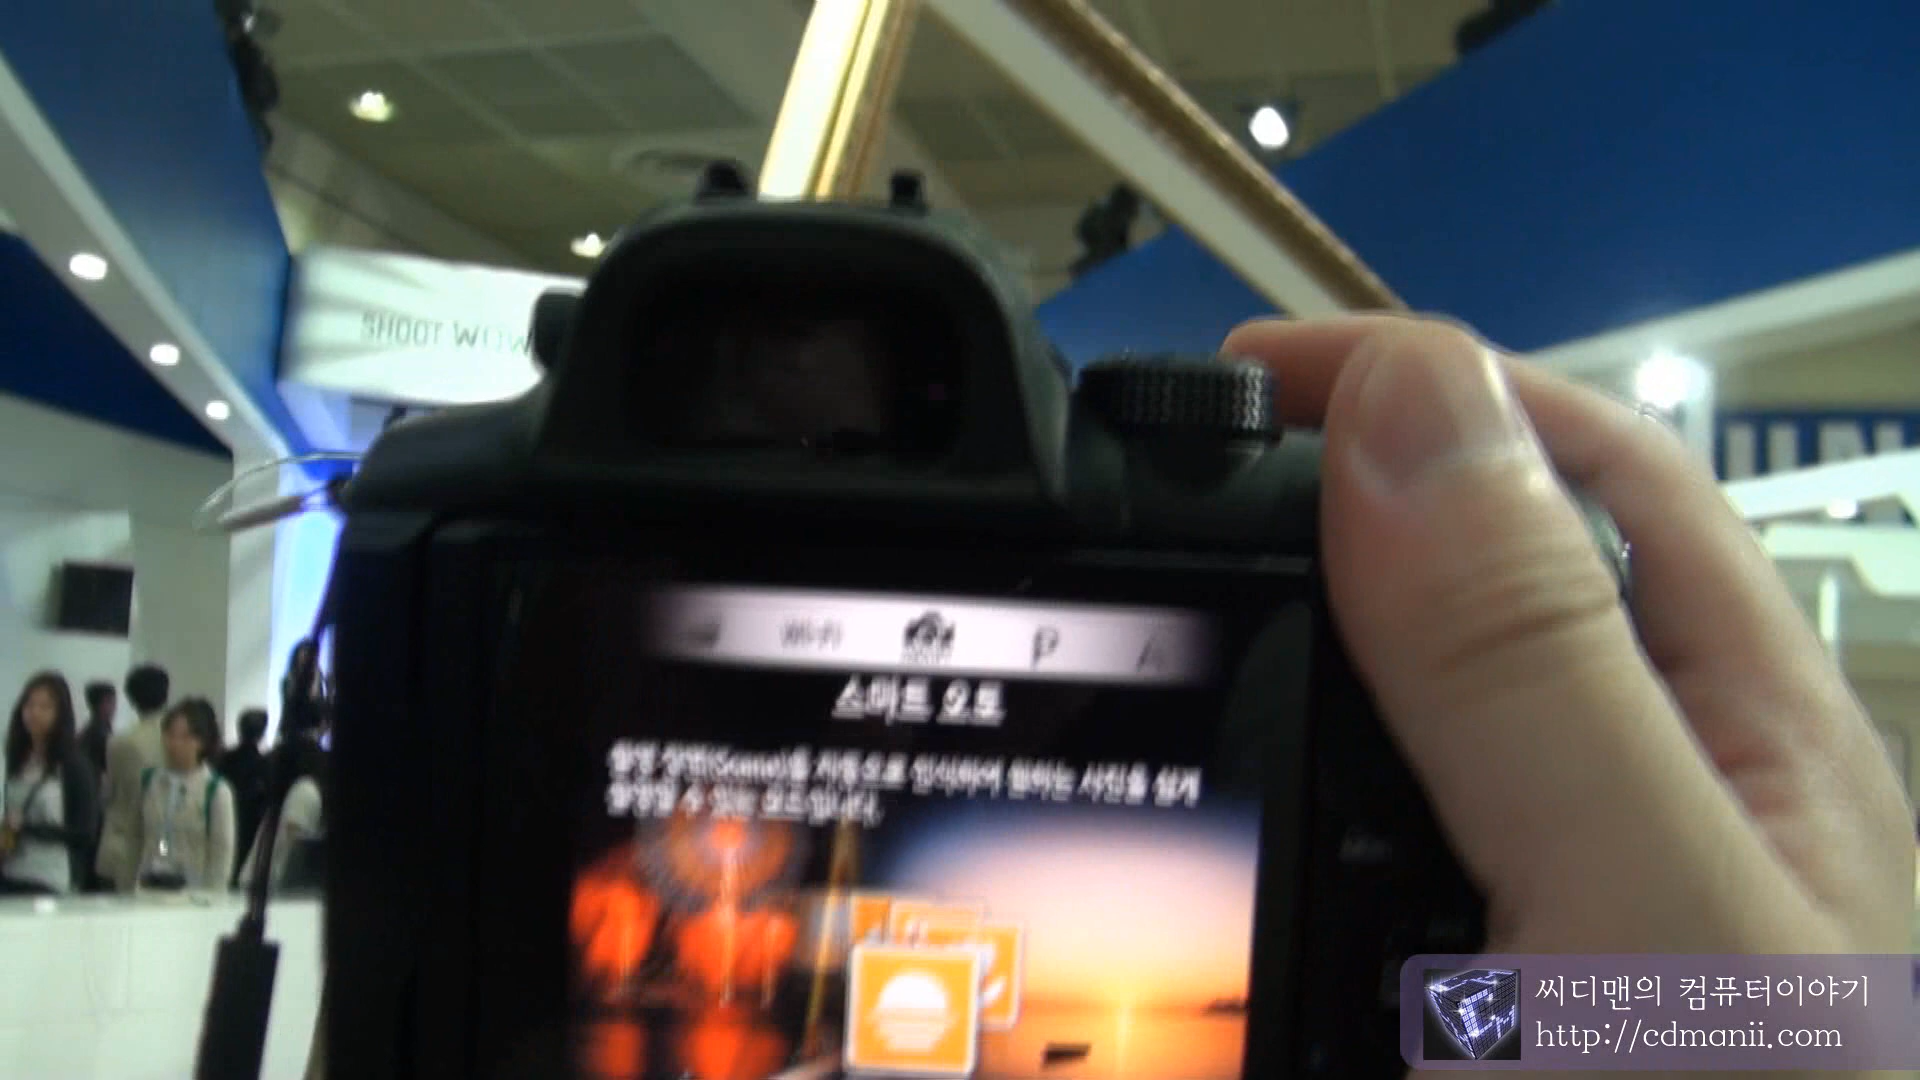 SHOOT WOW
Wi-Fi
P
A
스마트 오토
촬영 장면(Scene)을 자동으로 인식하여 원하는 사진을 쉽게
촬영할 수 있는 모드입니다.
씨디맨의 컴퓨터이야기
http://cdmanii.com